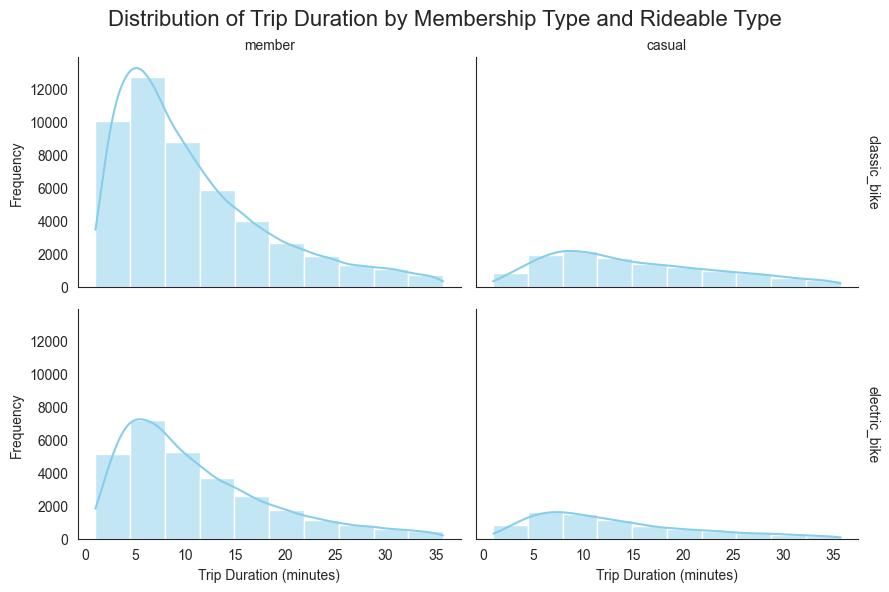 Distribution of Trip Duration by Membership Type and Rideable Type
member
casual
12000
10000
8000
6000
4000
2000
0
Frequency
classic_bike
12000
10000
8000
6000
4000
2000
0
Frequency
electric_bike
0 5 10 15 20 25 30 35
0 5 10 15 20 25 30 35
Trip Duration (minutes)
Trip Duration (minutes)